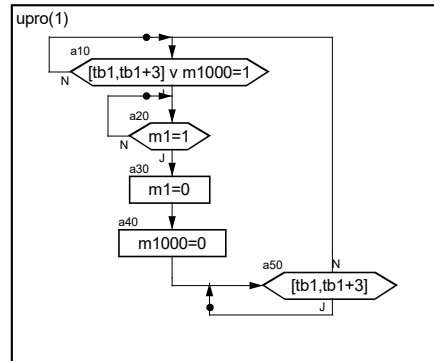 upro(1)
a10
[tb1,tb1+3] v m1000=1
N
a20
m1=1
N
J
a30
m1=0
a40
m1000=0
a50
N
[tb1,tb1+3]
J